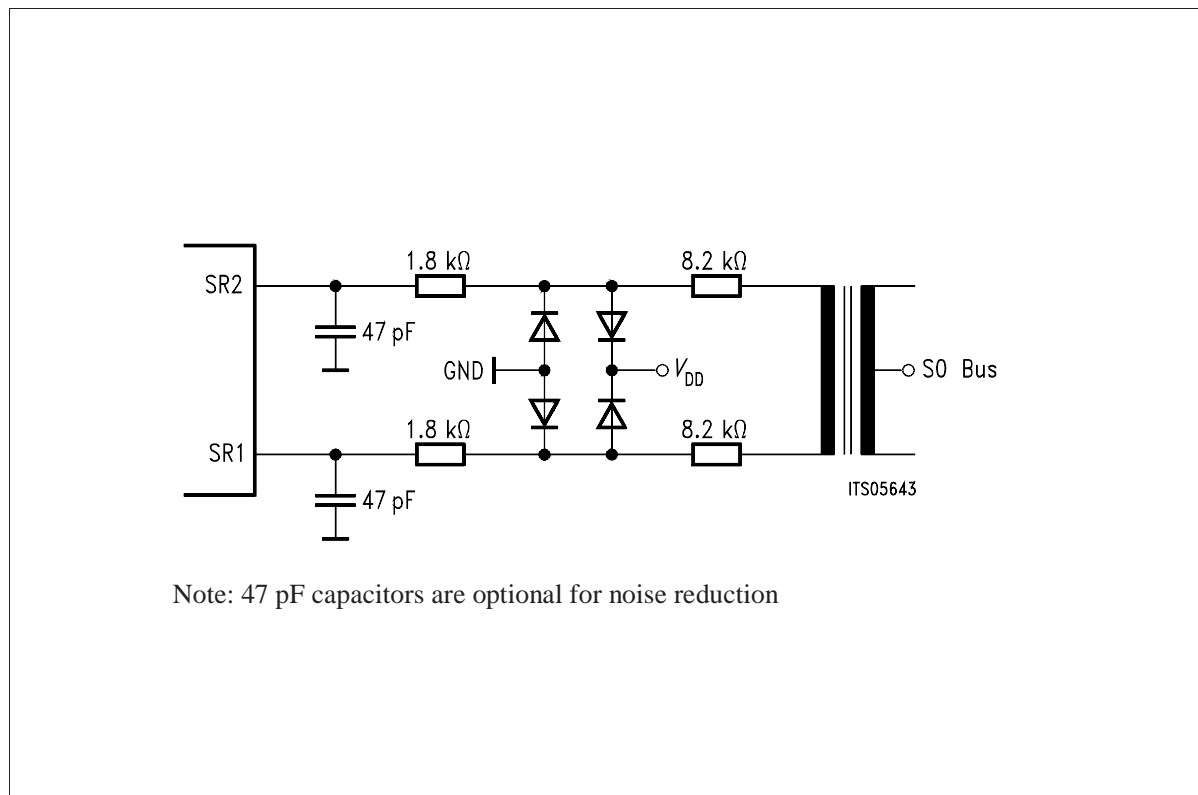 1.8 kΩ
8.2 kΩ
SR2
47 pF
GND
VDD
S0 Bus
1.8 kΩ
8.2 kΩ
SR1
47 pF
ITS05643
Note: 47 pF capacitors are optional for noise reduction